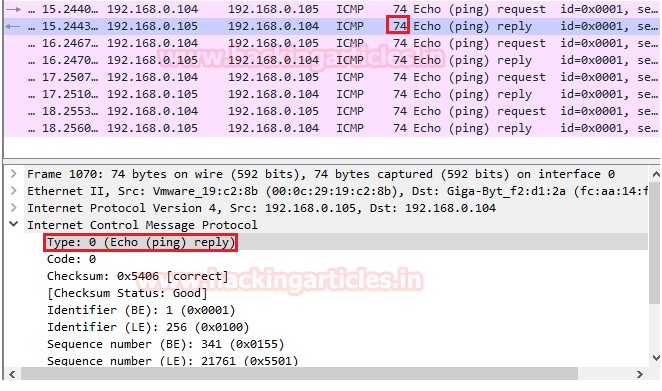 ... 15.2440... 192.168.0.104 192.168.0.105 ICMP 74 Echo (ping) request id=0x0001, se...
... 15.2443... 192.168.0.105 192.168.0.104 ICMP 74 Echo (ping) reply id=0x0001, se...
... 16.2467... 192.168.0.104 192.168.0.105 ICMP 74 Echo (ping) request id=0x0001, se...
... 16.2470... 192.168.0.105 192.168.0.104 ICMP 74 Echo (ping) reply id=0x0001, se...
www.hackingarticles.in
... 17.2507... 192.168.0.104 192.168.0.105 ICMP 74 Echo (ping) request id=0x0001, se...
... 17.2510... 192.168.0.105 192.168.0.104 ICMP 74 Echo (ping) reply id=0x0001, se...
... 18.2553... 192.168.0.104 192.168.0.105 ICMP 74 Echo (ping) request id=0x0001, se...
... 18.2560... 192.168.0.105 192.168.0.104 ICMP 74 Echo (ping) reply id=0x0001, se...
Frame 1070: 74 bytes on wire (592 bits), 74 bytes captured (592 bits) on interface 0
Ethernet II, Src: Vmware_19:c2:8b (00:0c:29:19:c2:8b), Dst: Giga-Byt_f2:d1:2a (fc:aa:14:f
Internet Protocol Version 4, Src: 192.168.0.105, Dst: 192.168.0.104
Internet Control Message Protocol
Type: 0 (Echo (ping) reply)
Code: 0
Checksum: 0x5406 [correct]
www.hackingarticles.in
[Checksum Status: Good]
Identifier (BE): 1 (0x0001)
Identifier (LE): 256 (0x0100)
Sequence number (BE): 341 (0x0155)
Sequence number (LE): 21761 (0x5501)